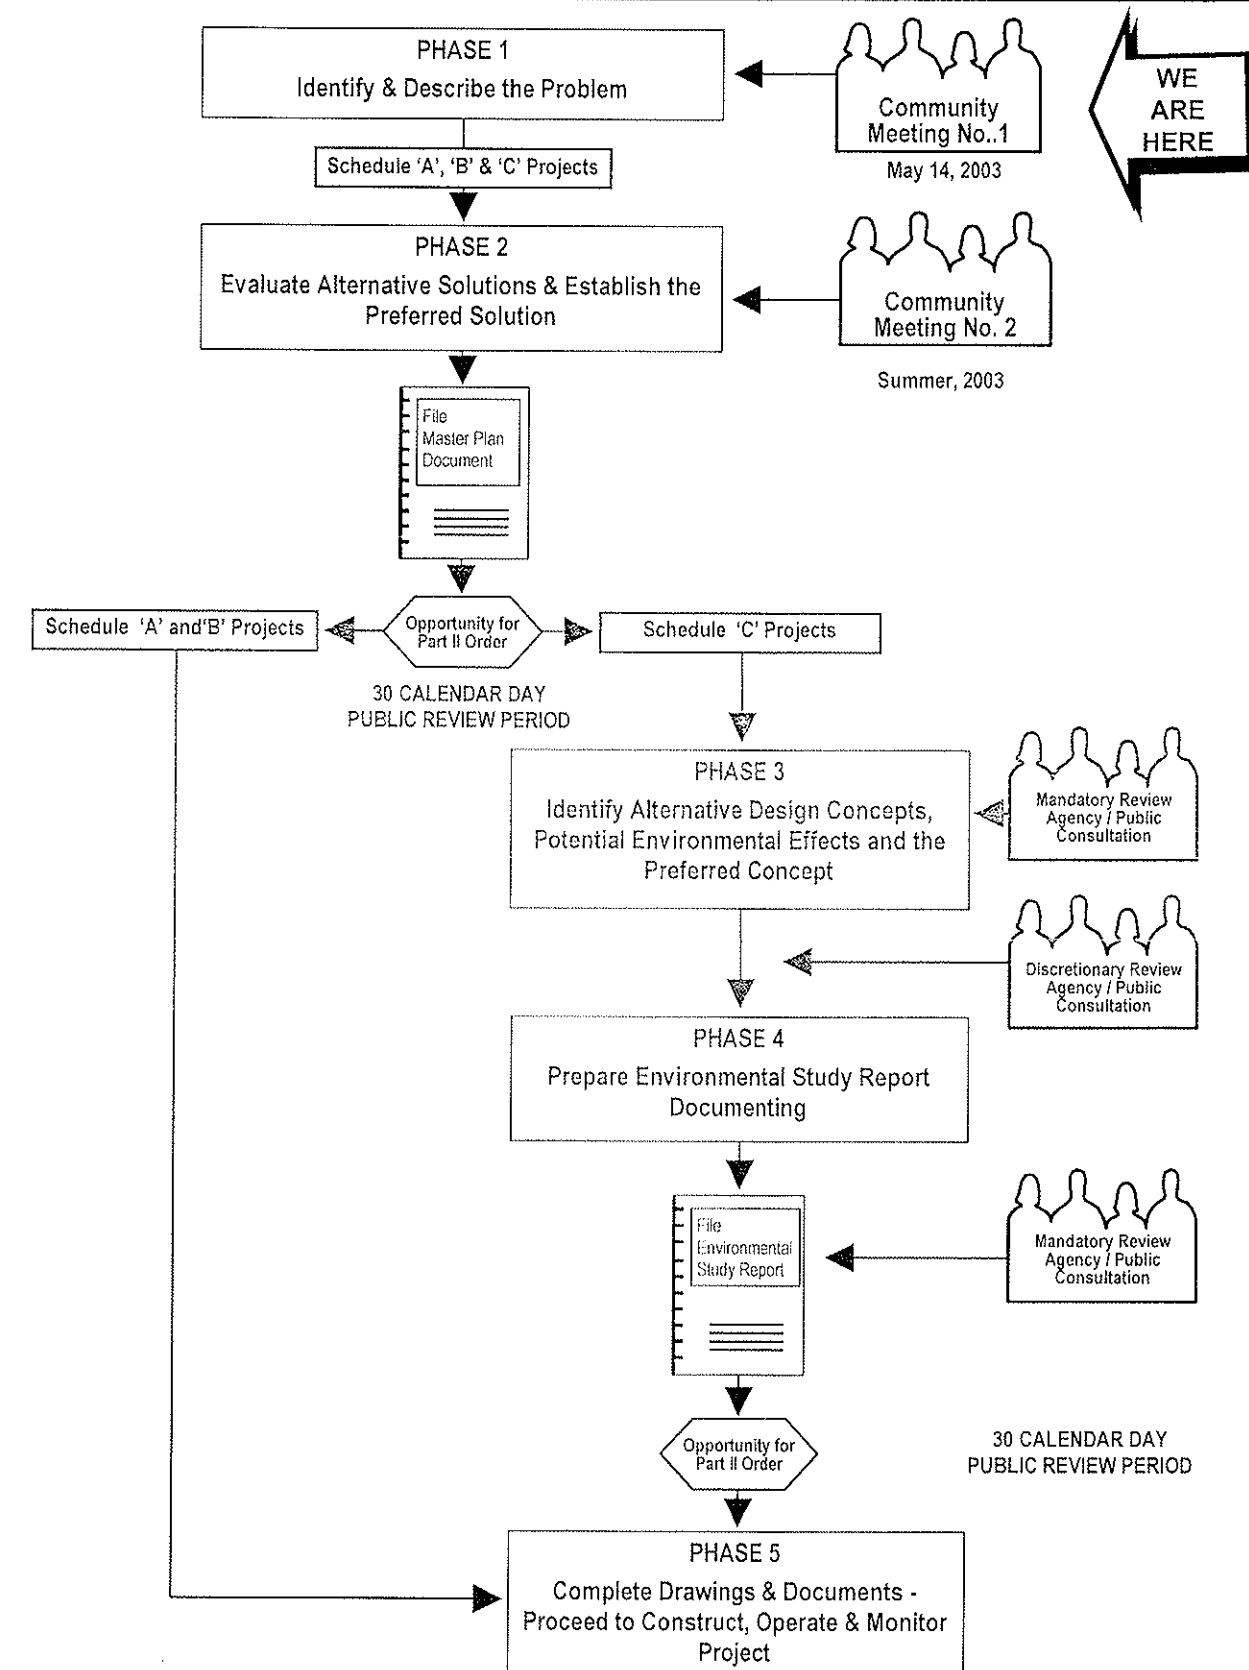 PHASE 1
Identify & Describe the Problem
Community
Meeting No..1
May 14, 2003
WE
ARE
HERE
Schedule 'A', 'B' & 'C' Projects
PHASE 2
Evaluate Alternative Solutions & Establish the
Preferred Solution
Community
Meeting No. 2
Summer, 2003
File
Master Plan
Document
Schedule 'A' and'B' Projects
Opportunity for
Part II Order
Schedule 'C' Projects
30 CALENDAR DAY
PUBLIC REVIEW PERIOD
PHASE 3
Identify Alternative Design Concepts,
Potential Environmental Effects and the
Preferred Concept
Mandatory Review
Agency / Public
Consultation
Discretionary Review
Agency / Public
Consultation
PHASE 4
Prepare Environmental Study Report
Documenting
File
Environmental
Study Report
Mandatory Review
Agency / Public
Consultation
Opportunity for
Part II Order
30 CALENDAR DAY
PUBLIC REVIEW PERIOD
PHASE 5
Complete Drawings & Documents -
Proceed to Construct, Operate & Monitor
Project